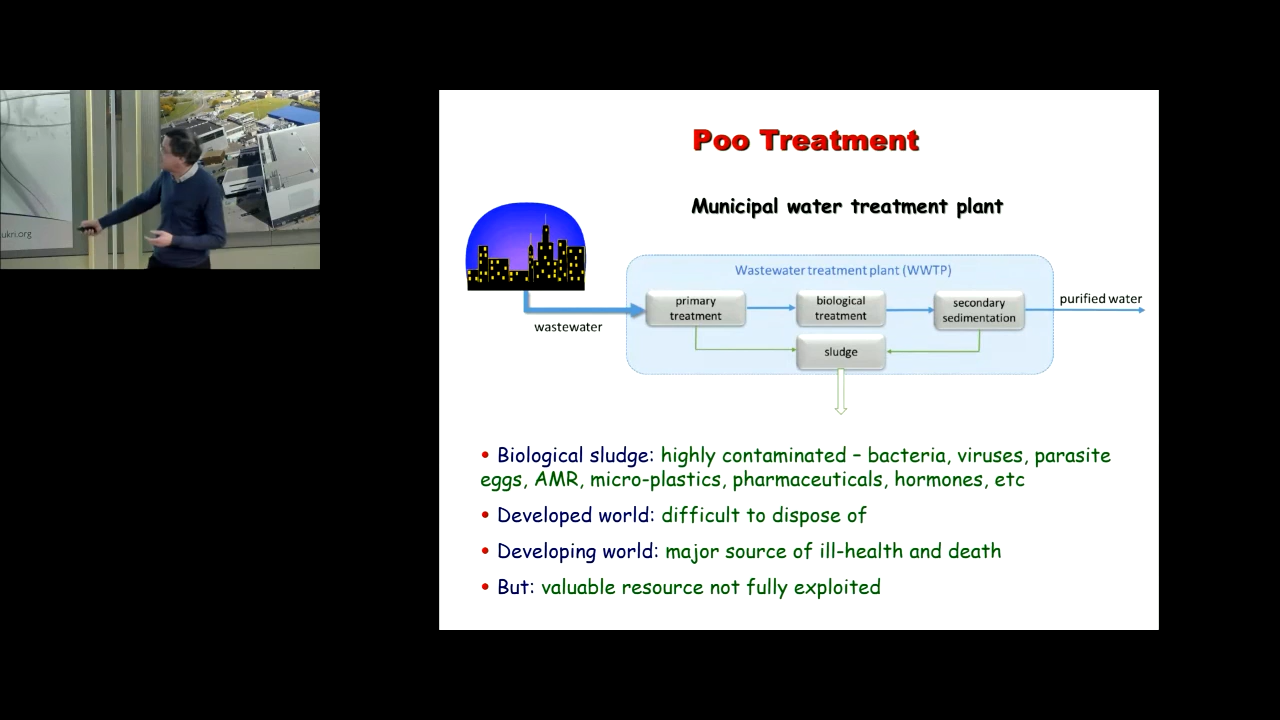 Poo Treatment
Municipal water treatment plant
Wastewater treatment plant (WWTP)
primary
treatment
biological
treatment
secondary
sedimentation
purified water
wastewater
sludge
• Biological sludge: highly contaminated – bacteria, viruses, parasite
eggs, AMR, micro-plastics, pharmaceuticals, hormones, etc
• Developed world: difficult to dispose of
• Developing world: major source of ill-health and death
• But: valuable resource not fully exploited
ukri.org